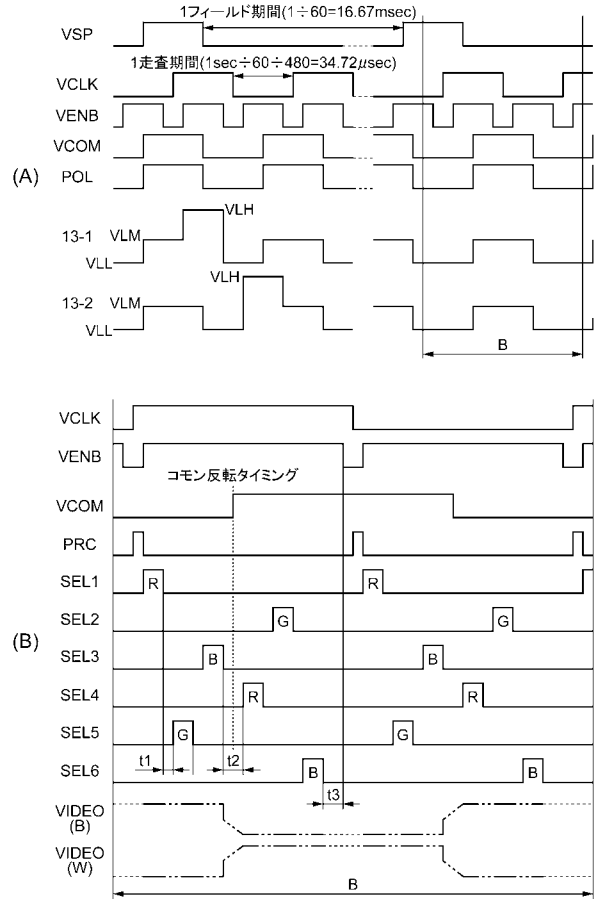 1フィールド期間(1÷60=16.67msec)
VSP
1走査期間(1sec÷60÷480=34.72μsec)
VCLK
VENB
VCOM
(A)
POL
VLH
13-1 VLM
VLL
VLH
13-2 VLM
VLL
B
VCLK
VENB
コモン反転タイミング
VCOM
PRC
SEL1 R R
SEL2 G G
(B)
SEL3 B B
SEL4 R R
SEL5 G G
t1 t2
SEL6 B B
t3
VIDEO
(B)
VIDEO
(W)
B